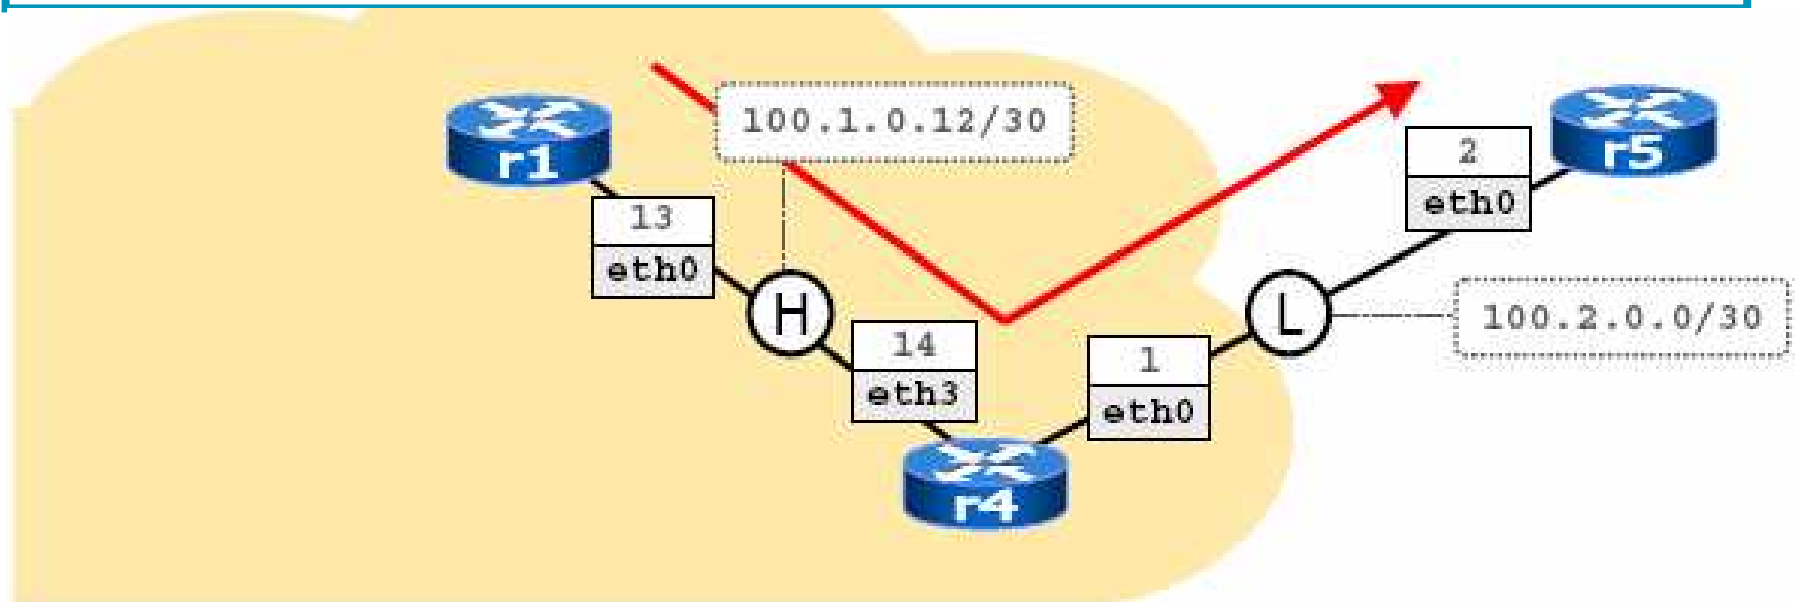 100.1.0.12/30
r1
2
r5
eth0
13
eth0
H
L
100.2.0.0/30
14
eth3
1
eth0
r4